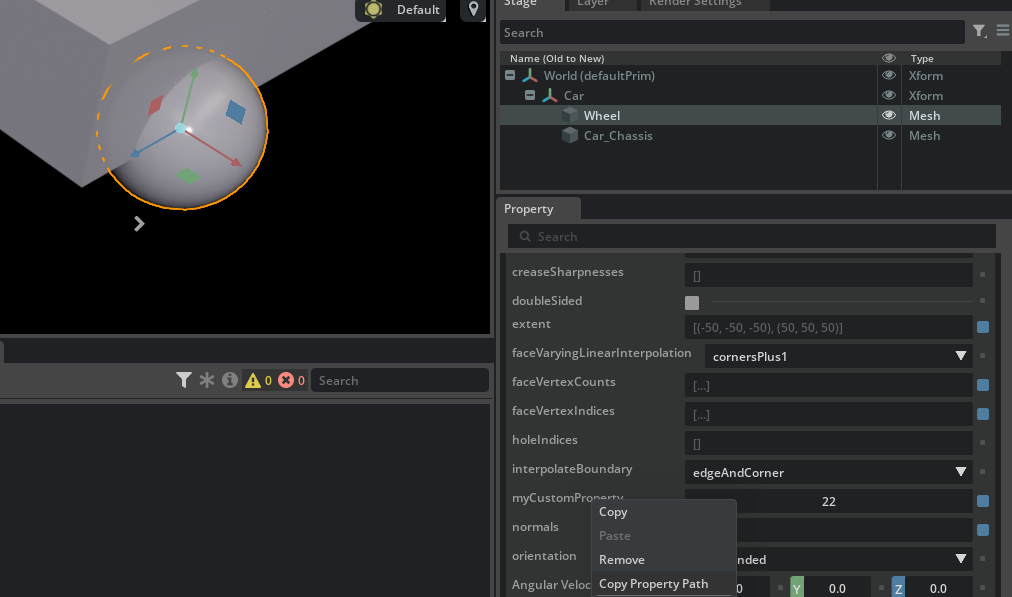 Default
Stage Layer Render Settings
Search
Name (Old to New) Type
World (defaultPrim) Xform
Car Xform
Wheel Mesh
Car_Chassis Mesh
Property
Search
creaseSharpnesses []
doubleSided
extent [(-50, -50, -50), (50, 50, 50)]
faceVaryingLinearInterpolation cornersPlus1
faceVertexCounts [...]
faceVertexIndices [...]
holeIndices []
interpolateBoundary edgeAndCorner
myCustomProperty 22
normals
orientation nded
Angular Veloc 0 Y 0.0 Z 0.0
Copy
Paste
Remove
Copy Property Path
0 0 Search